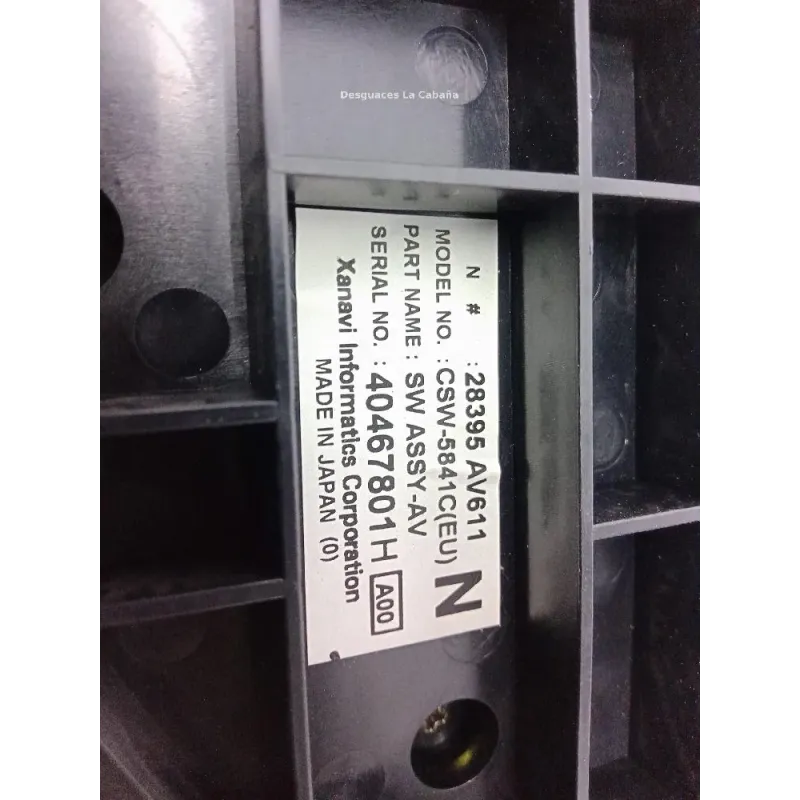 Desguaces La Cabaña
N # : 28395 AV611
MODEL NO. : CSW-5841C(EU)
N
PART NAME : SW ASSY-AV
SERIAL NO. : 40467801H A00
Xanavi Informatics Corporation
MADE IN JAPAN (0)